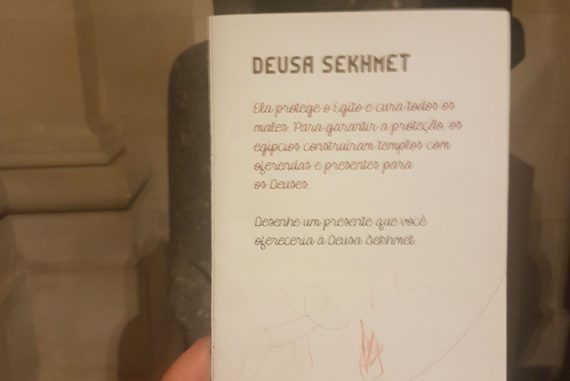 DEUSA SEKHMET
Ela protege o Egito e cura todos os
males. Para garantir a proteção, os
egípcios construíram templos com
oferendas e presentes para
os Deuses.
Desenhe um presente que você
ofereceria à Deusa Sekhmet.